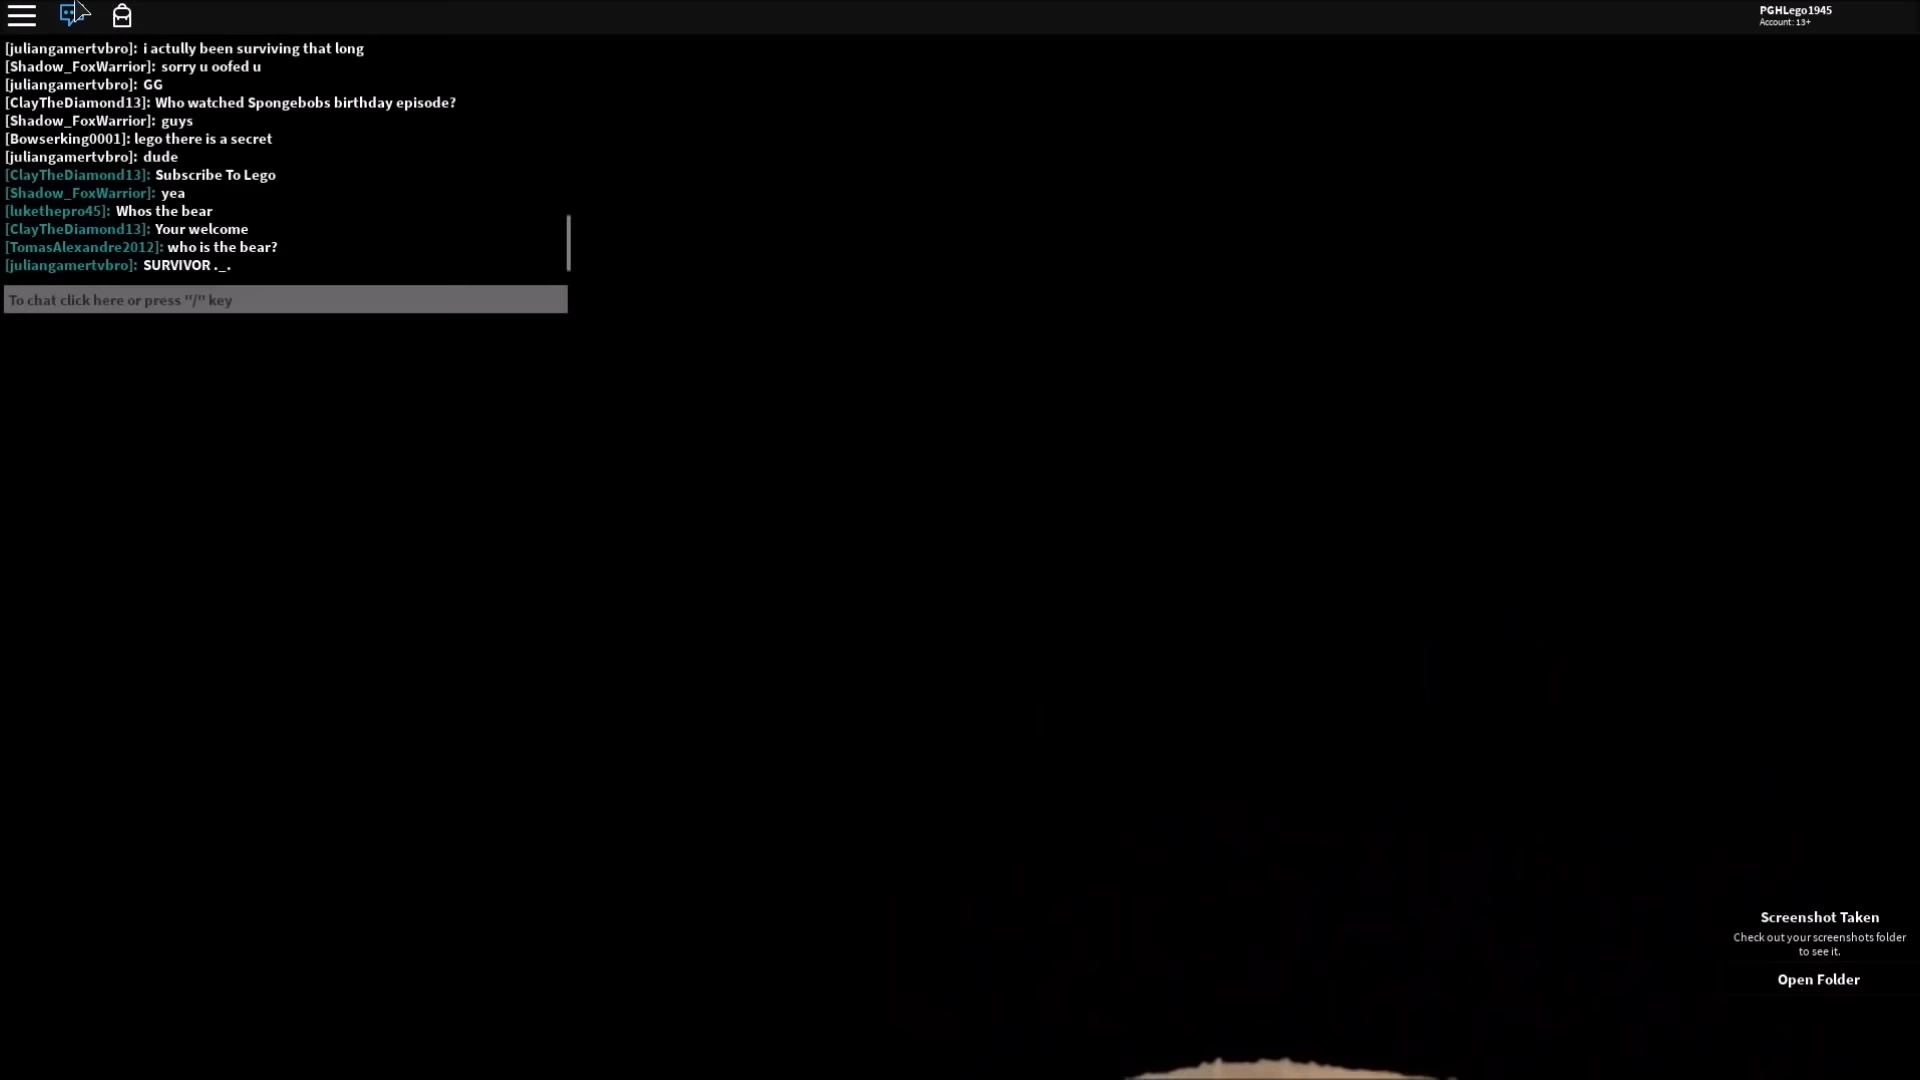 PGHLego1945
Account: 13+
[juliangamertvbro]: i actully been surviving that long
[Shadow_FoxWarrior]: sorry u oofed u
[juliangamertvbro]: GG
[ClayTheDiamond13]: Who watched Spongebobs birthday episode?
[Shadow_FoxWarrior]: guys
[Bowserking0001]: lego there is a secret
[juliangamertvbro]: dude
[ClayTheDiamond13]: Subscribe To Lego
[Shadow_FoxWarrior]: yea
[lukethepro45]: Whos the bear
[ClayTheDiamond13]: Your welcome
[TomasAlexandre2012]: who is the bear?
[juliangamertvbro]: SURVIVOR ._.
To chat click here or press "/" key
Screenshot Taken
Check out your screenshots folder
to see it.
Open Folder